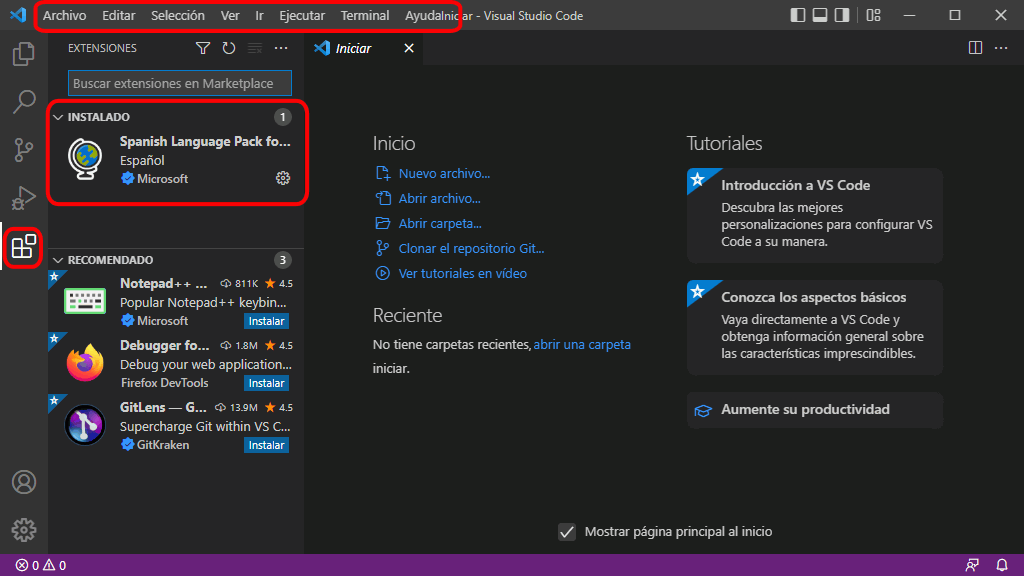 Archivo Editar Selección Ver Ir Ejecutar Terminal Ayuda Iniciar - Visual Studio Code
EXTENSIONES
Buscar extensiones en Marketplace
INSTALADO 1
Spanish Language Pack fo...
Español
Microsoft
RECOMENDADO 3
Notepad++ ... 811K 4.5
Popular Notepad++ keybin...
Microsoft Instalar
Debugger fo... 1.8M 4.5
Debug your web application...
Firefox DevTools Instalar
GitLens — G... 13.9M 4.5
Supercharge Git within VS C...
GitKraken Instalar
Iniciar
Inicio
Nuevo archivo...
Abrir archivo...
Abrir carpeta...
Clonar el repositorio Git...
Ver tutoriales en vídeo
Reciente
No tiene carpetas recientes, abrir una carpeta
iniciar.
Tutoriales
Introducción a VS Code
Descubra las mejores
personalizaciones para configurar VS
Code a su manera.
Conozca los aspectos básicos
Vaya directamente a VS Code y
obtenga información general sobre
las características imprescindibles.
Aumente su productividad
Mostrar página principal al inicio
0 0